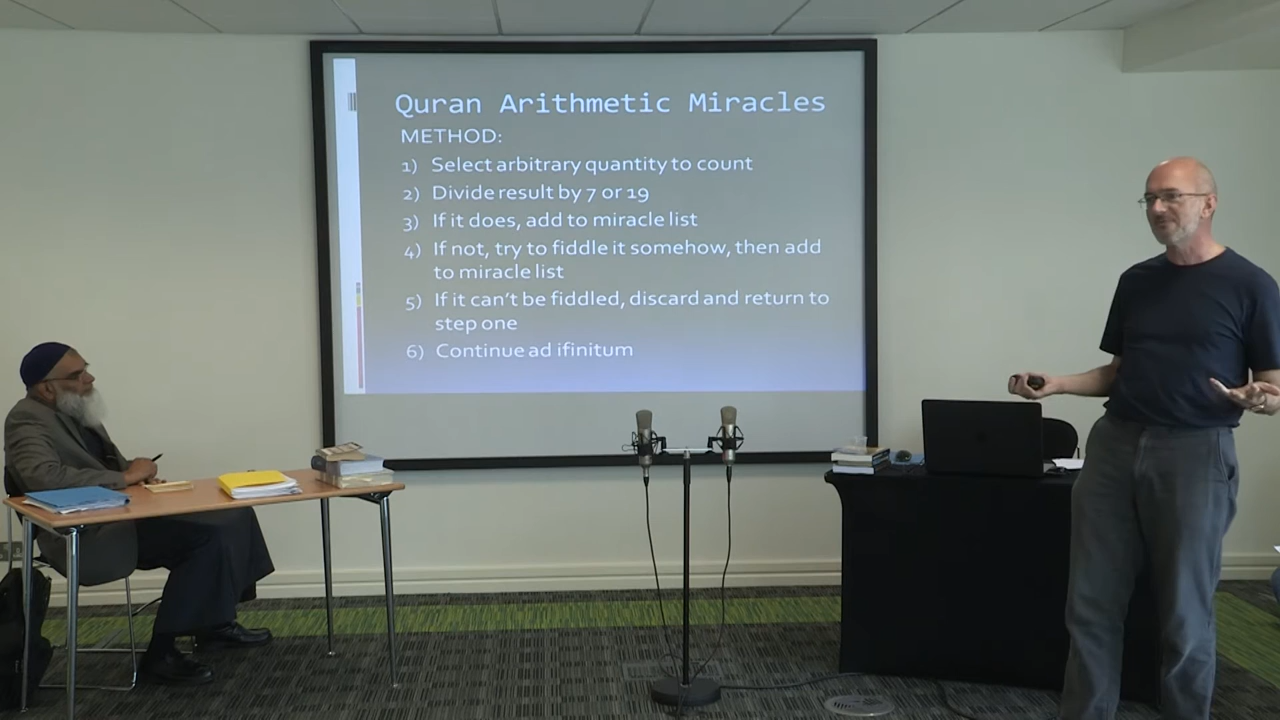 Quran Arithmetic Miracles
METHOD:
1) Select arbitrary quantity to count
2) Divide result by 7 or 19
3) If it does, add to miracle list
4) If not, try to fiddle it somehow, then add
to miracle list
5) If it can't be fiddled, discard and return to
step one
6) Continue ad ifinitum